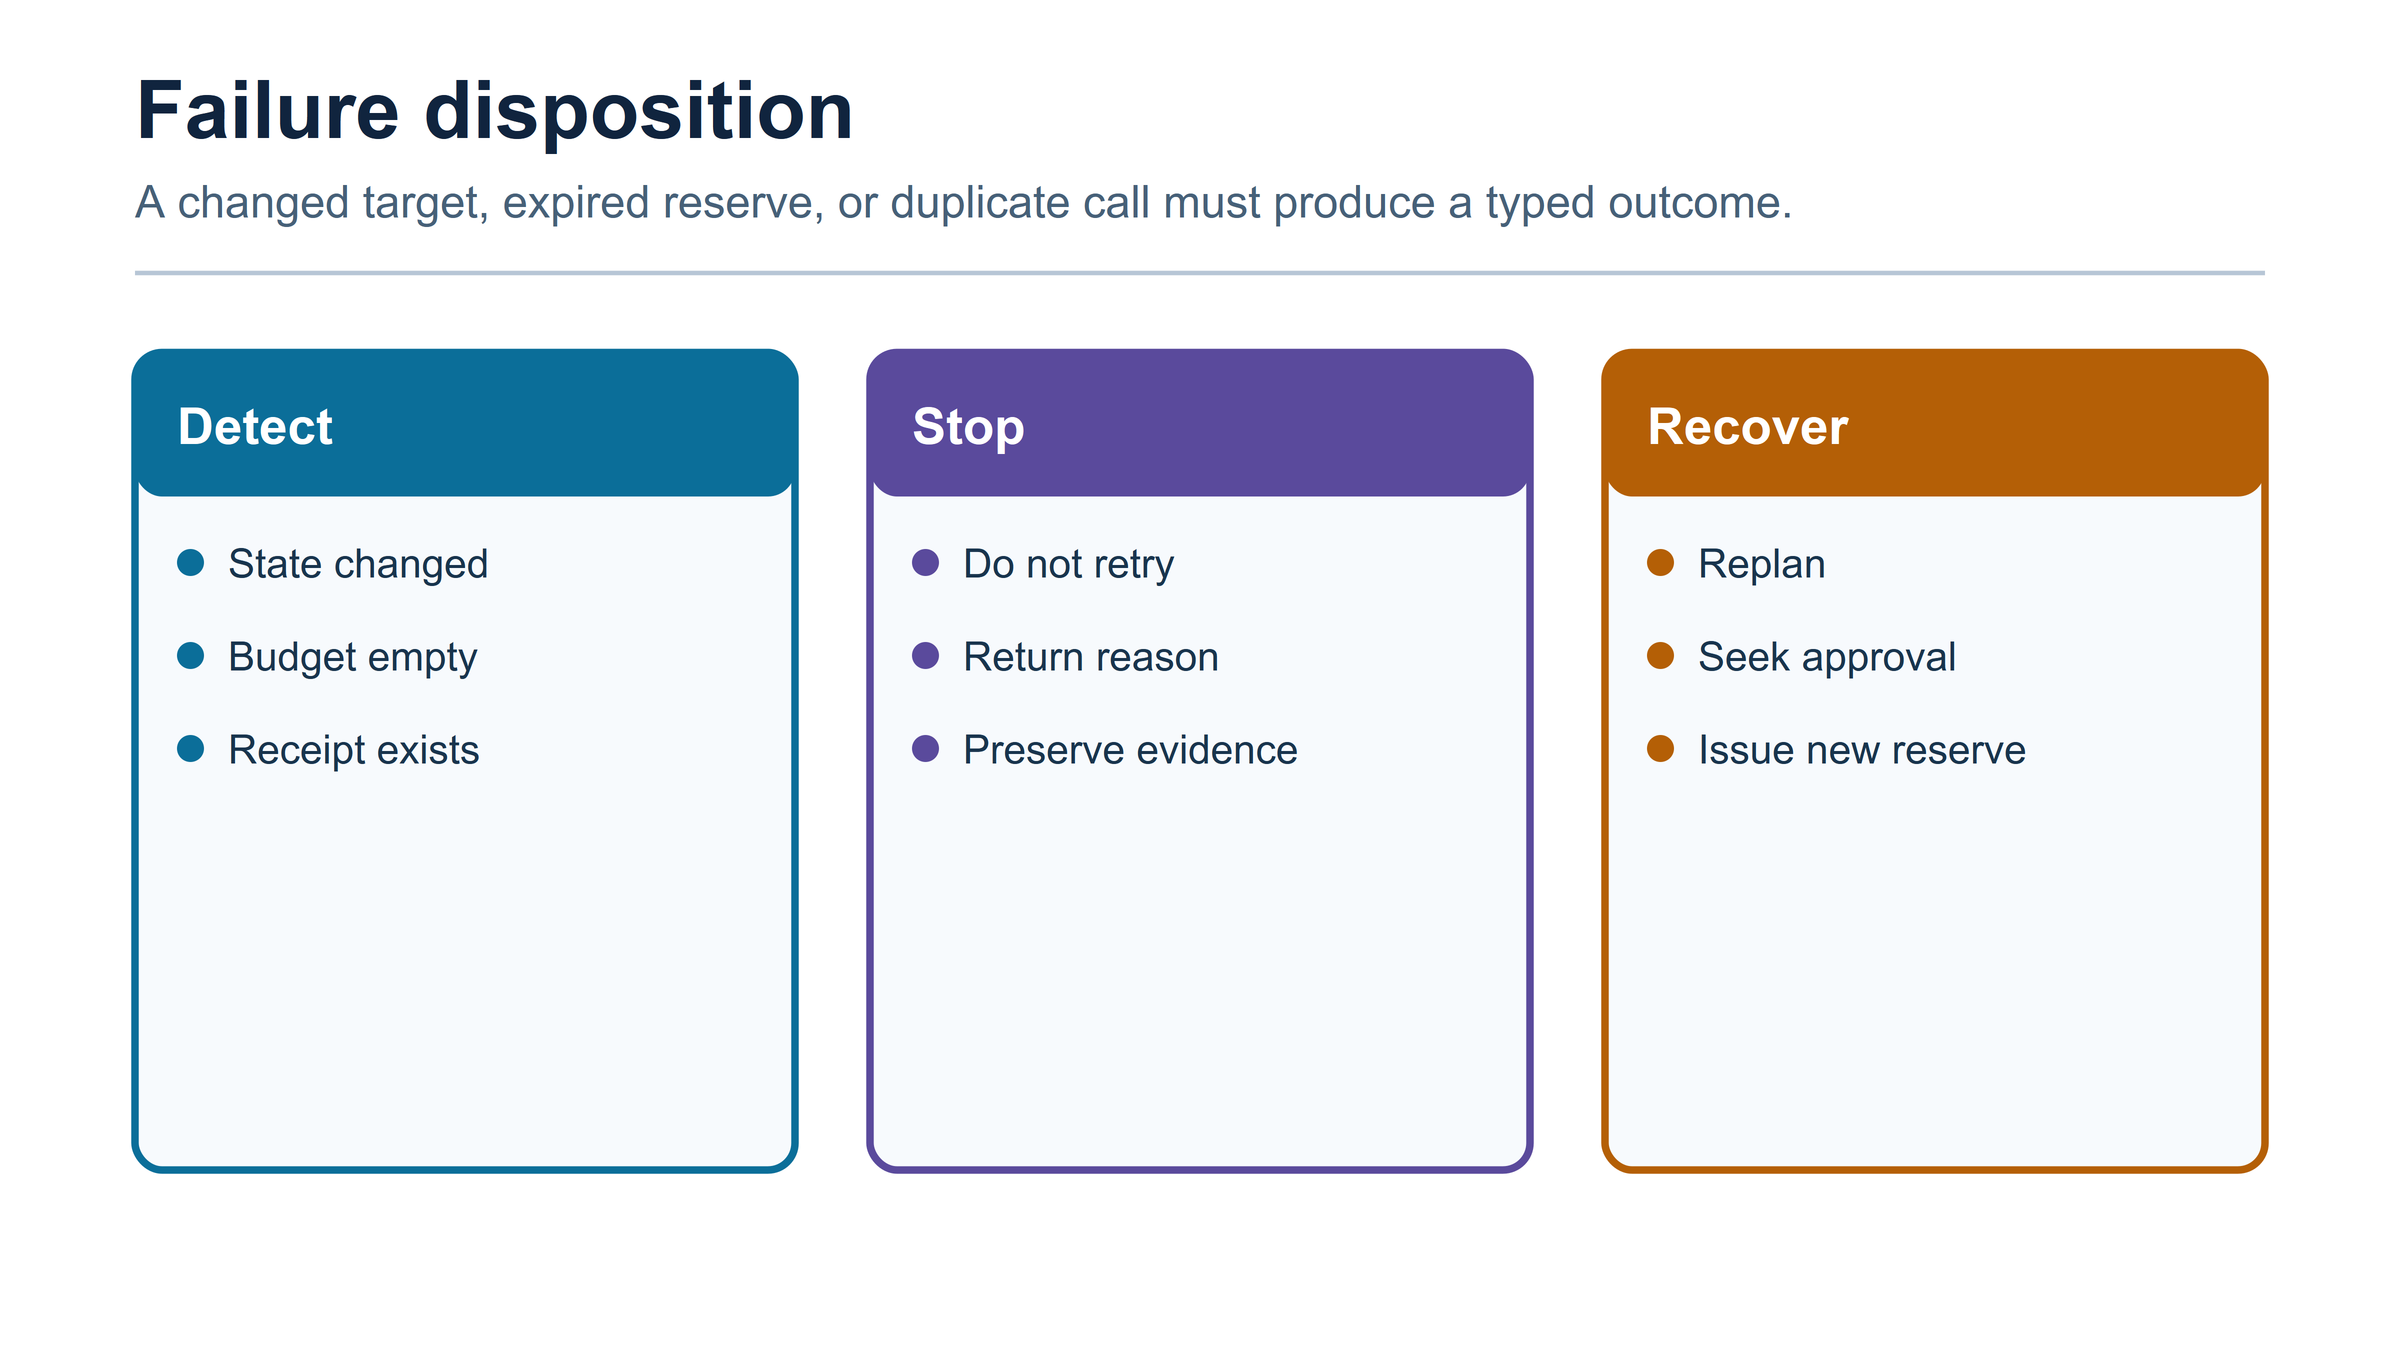 Failure disposition
A changed target, expired reserve, or duplicate call must produce a typed outcome.
Detect
State changed
Budget empty
Receipt exists
Stop
Do not retry
Return reason
Preserve evidence
Recover
Replan
Seek approval
Issue new reserve